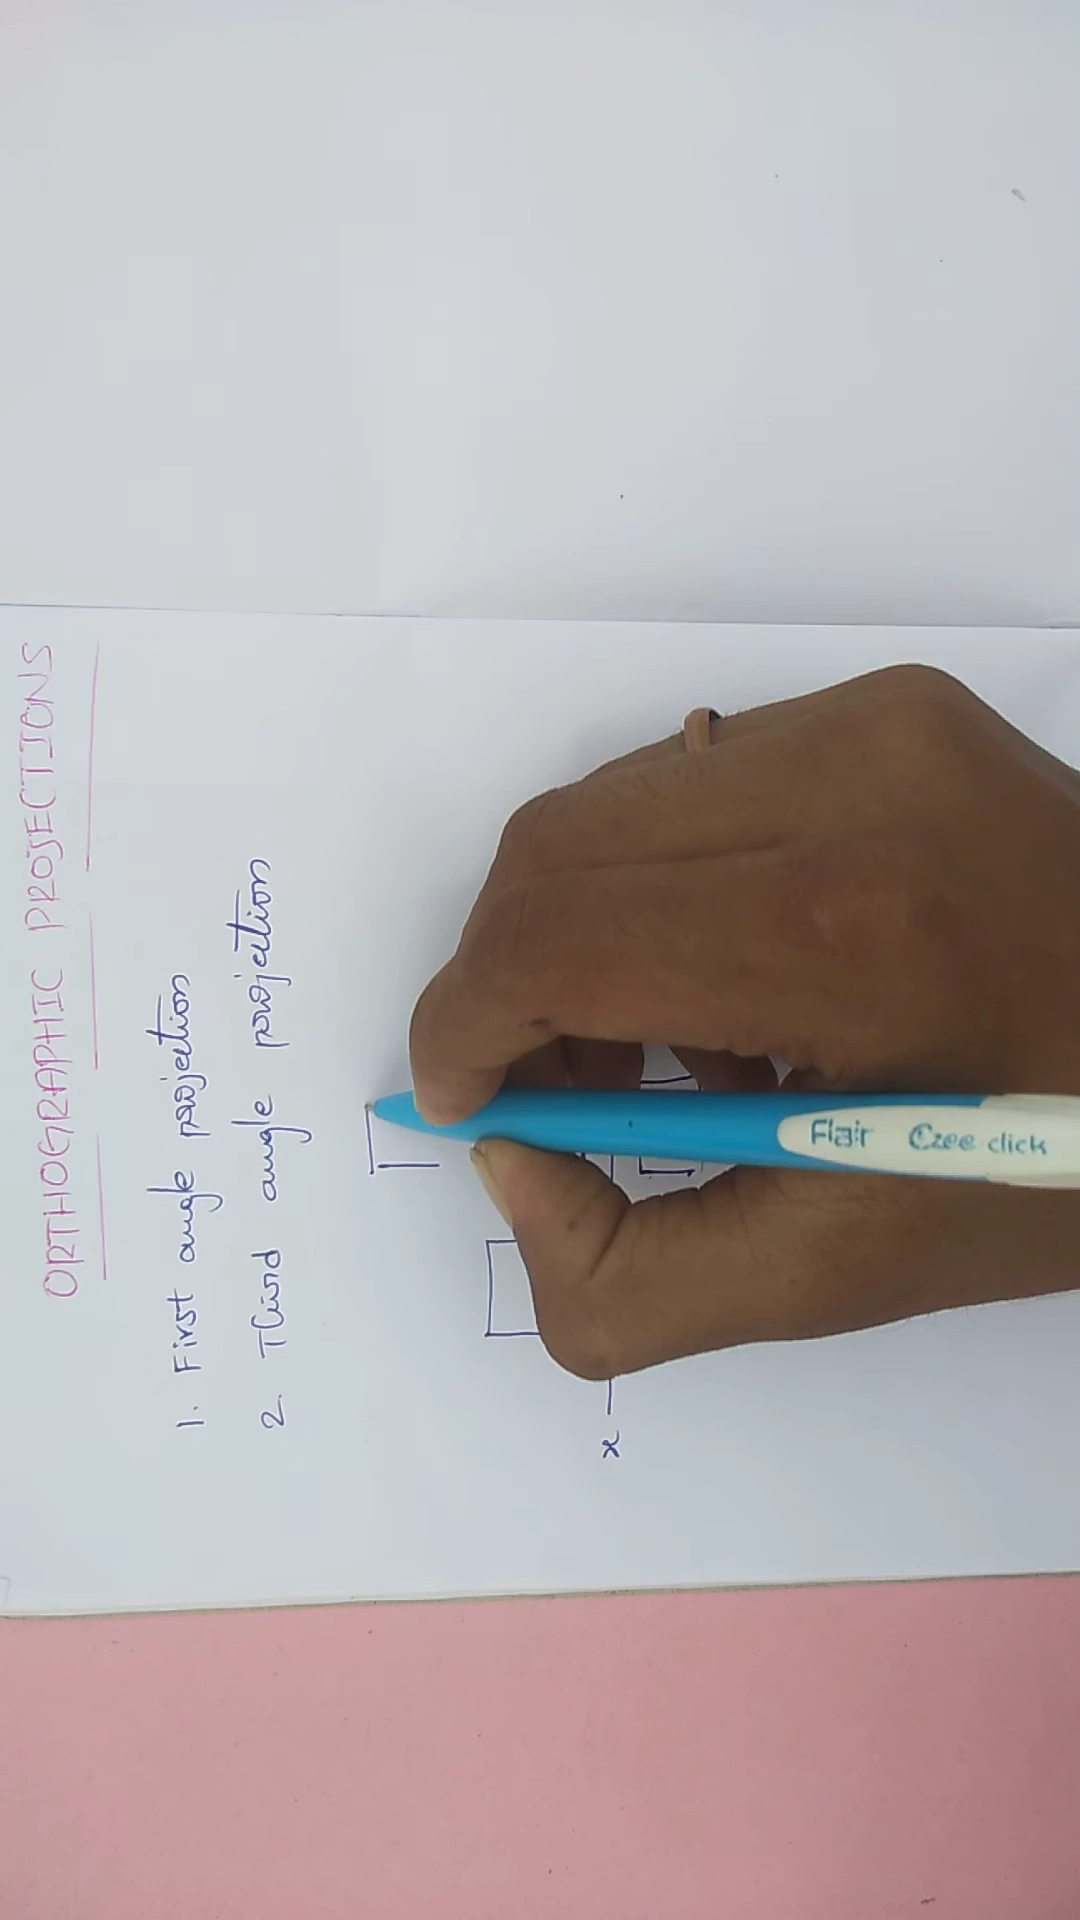 ORTHOGRAPHIC PROJECTIONS
1. First angle projection
2. Third angle projection
x
Flair Ezee click